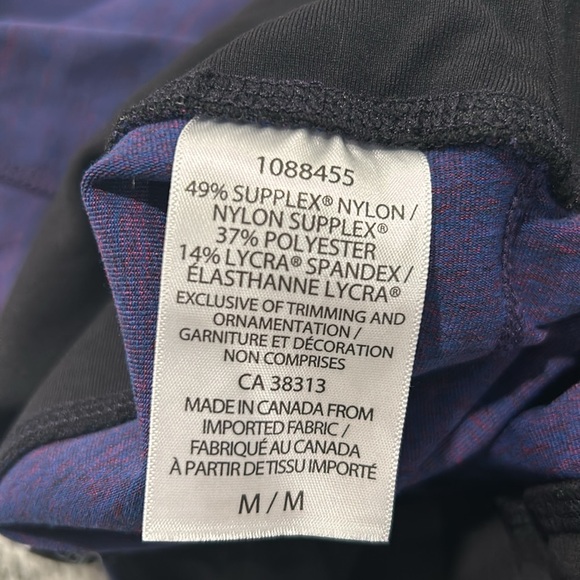 1088455
49% SUPPLEX® NYLON /
NYLON SUPPLEX®
37% POLYESTER
14% LYCRA® SPANDEX /
ÉLASTHANNE LYCRA®
EXCLUSIVE OF TRIMMING AND
ORNAMENTATION /
GARNITURE ET DÉCORATION
NON COMPRISES
CA 38313
MADE IN CANADA FROM
IMPORTED FABRIC /
FABRIQUÉ AU CANADA
À PARTIR DE TISSU IMPORTÉ
M / M